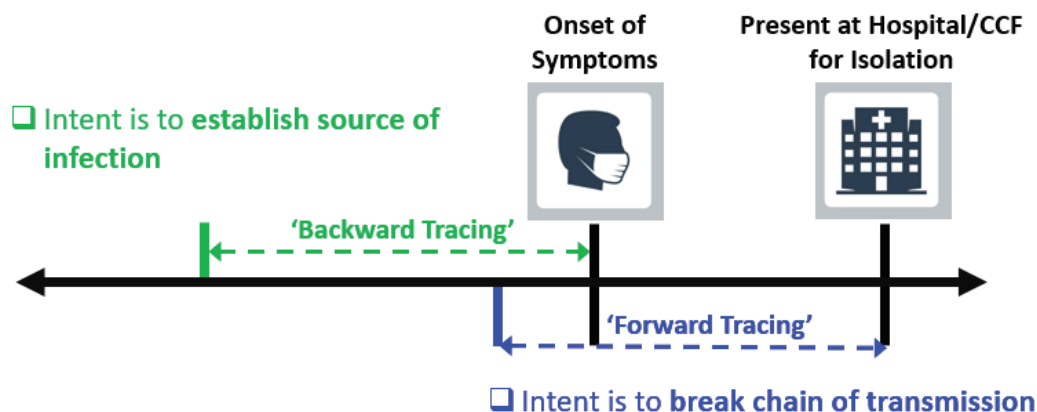 Onset of
Symptoms
Present at Hospital/CCF
for Isolation
❑ Intent is to establish source of
infection
'Backward Tracing'
'Forward Tracing'
❑ Intent is to break chain of transmission